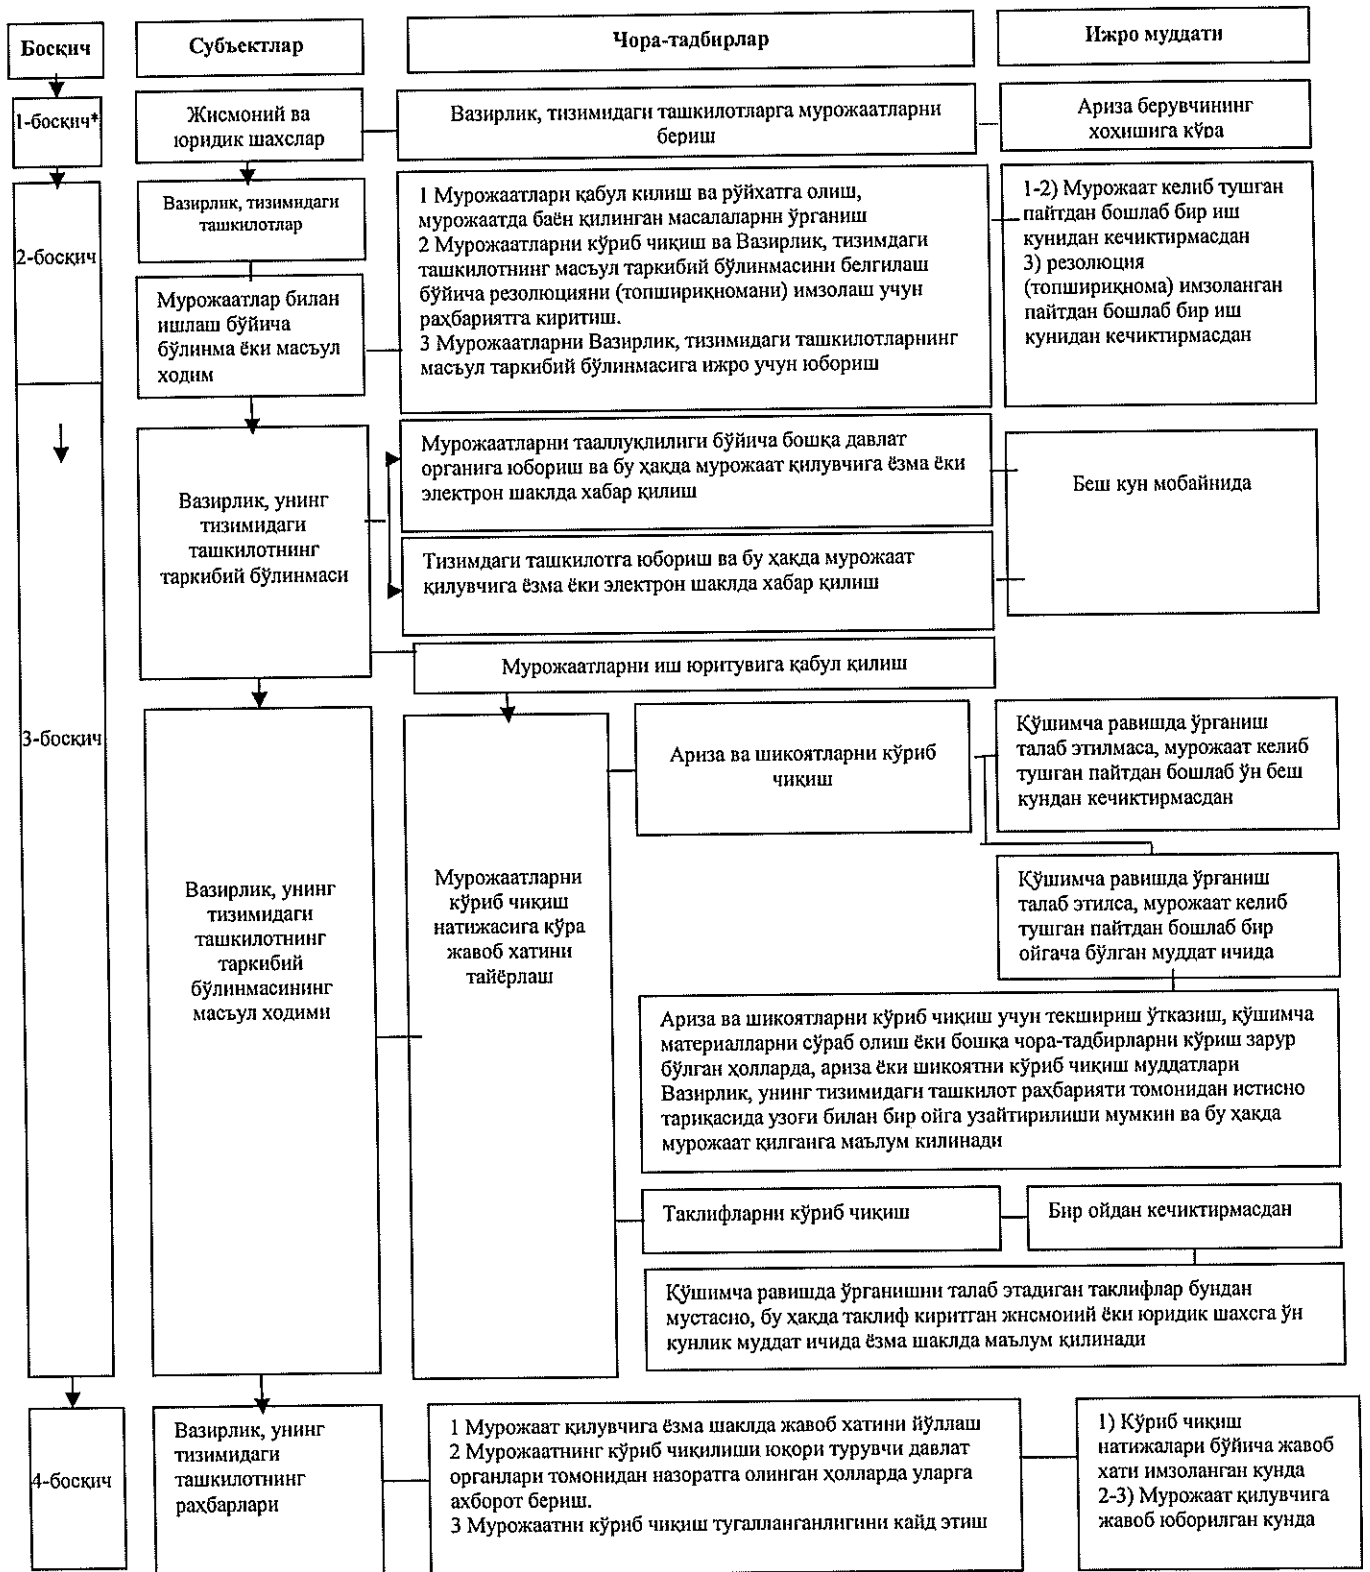 Босқич
Субъектлар
Чора-тадбирлар
Ижро муддати
1-босқич*
Жисмоний ва
юридик шахслар
Вазирлик, тизимидаги ташкилотларга мурожаатларни
бериш
Ариза берувчининг
хохишига кўра
2-босқич
Вазирлик, тизимидаги
ташкилотлар
Мурожаатлар билан
ишлаш бўйича
бўлинма ёки масъул
ходим
1 Мурожаатлари қабул килиш ва рўйхатга олиш,
мурожаатда баён қилинган масалаларни ўрганиш
2 Мурожаатларни кўриб чиқиш ва Вазирлик, тизимдаги
ташкилотнинг масъул таркибий бўлинмасини белгилаш
бўйича резолюцияни (топшириқномани) имзолаш учун
раҳбариятга киритиш.
3 Мурожаатларни Вазирлик, тизимидаги ташкилотларнинг
масъул таркибий бўлинмасига ижро учун юбориш
1-2) Мурожаат келиб тушган
пайтдан бошлаб бир иш
кунидан кечиктирмасдан
3) резолюция
(топшириқнома) имзоланган
пайтдан бошлаб бир иш
кунидан кечиктирмасдан
3-босқич
Вазирлик, унинг
тизимидаги
ташкилотнинг
таркибий бўлинмаси
Мурожаатларни тааллуқлилиги бўйича бошқа давлат
органига юбориш ва бу ҳақда мурожаат қилувчига ёзма ёки
электрон шаклда хабар қилиш
Тизимдаги ташкилотга юбориш ва бу ҳақда мурожаат
қилувчига ёзма ёки электрон шаклда хабар қилиш
Беш кун мобайнида
Мурожаатларни иш юритувига қабул қилиш
Вазирлик, унинг
тизимидаги
ташкилотнинг
таркибий
бўлинмасининг
масъул ходими
Мурожаатларни
кўриб чиқиш
натижасига кўра
жавоб хатини
тайёрлаш
Ариза ва шикоятларни кўриб
чиқиш
Қўшимча равишда ўрганиш
талаб этилмаса, мурожаат келиб
тушган пайтдан бошлаб ўн беш
кундан кечиктирмасдан
Қўшимча равишда ўрганиш
талаб этилса, мурожаат келиб
тушган пайтдан бошлаб бир
ойгача бўлган муддат ичида
Ариза ва шикоятларни кўриб чиқиш учун текшириш ўтказиш, қўшимча
материалларни сўраб олиш ёки бошқа чора-тадбирларни кўриш зарур
бўлган ҳолларда, ариза ёки шикоятни кўриб чиқиш муддатлари
Вазирлик, унинг тизимидаги ташкилот раҳбарияти томонидан истисно
тариқасида узоғи билан бир ойга узайтирилиши мумкин ва бу ҳақда
мурожаат қилганга маълум килинади
Таклифларни кўриб чиқиш
Бир ойдан кечиктирмасдан
Қўшимча равишда ўрганишни талаб этадиган таклифлар бундан
мустасно, бу ҳақда таклиф киритган жисмоний ёки юридик шахсга ўн
кунлик муддат ичида ёзма шаклда маълум қилинади
4-босқич
Вазирлик, унинг
тизимидаги
ташкилотнинг
раҳбарлари
1 Мурожаат қилувчига ёзма шаклда жавоб хатини йўллаш
2 Мурожаатнинг кўриб чиқилиши юқори турувчи давлат
органлари томонидан назоратга олинган ҳолларда уларга
ахборот бериш.
3 Мурожаатни кўриб чиқиш тугалланганлигини кайд этиш
1) Кўриб чиқиш
натижалари бўйича жавоб
хати имзоланган кунда
2-3) Мурожаат қилувчига
жавоб юборилган кунда